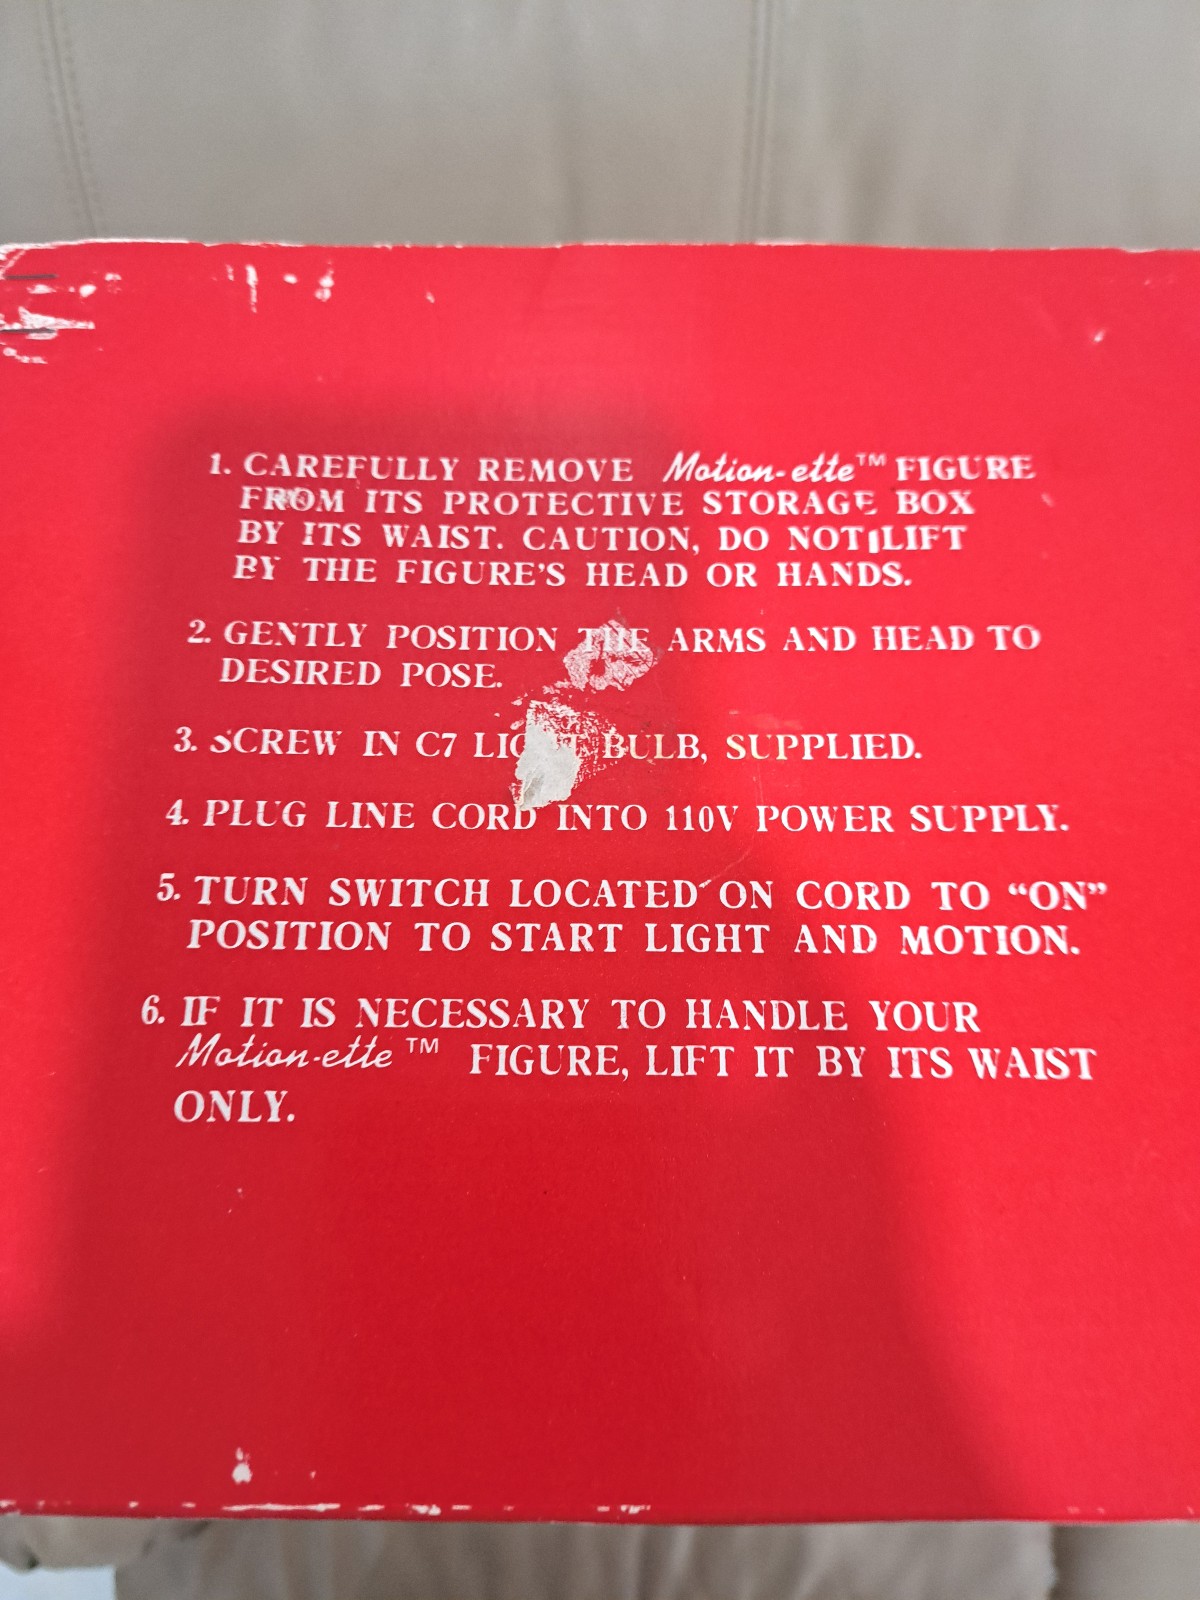 1. CAREFULLY REMOVE Motion-ette™ FIGURE
FROM ITS PROTECTIVE STORAGE BOX
BY ITS WAIST. CAUTION, DO NOT LIFT
BY THE FIGURE'S HEAD OR HANDS.
2. GENTLY POSITION THE ARMS AND HEAD TO
DESIRED POSE.
3. SCREW IN C7 LIGHT BULB, SUPPLIED.
4. PLUG LINE CORD INTO 110V POWER SUPPLY.
5. TURN SWITCH LOCATED ON CORD TO “ON”
POSITION TO START LIGHT AND MOTION.
6. IF IT IS NECESSARY TO HANDLE YOUR
Motion-ette™ FIGURE, LIFT IT BY ITS WAIST
ONLY.